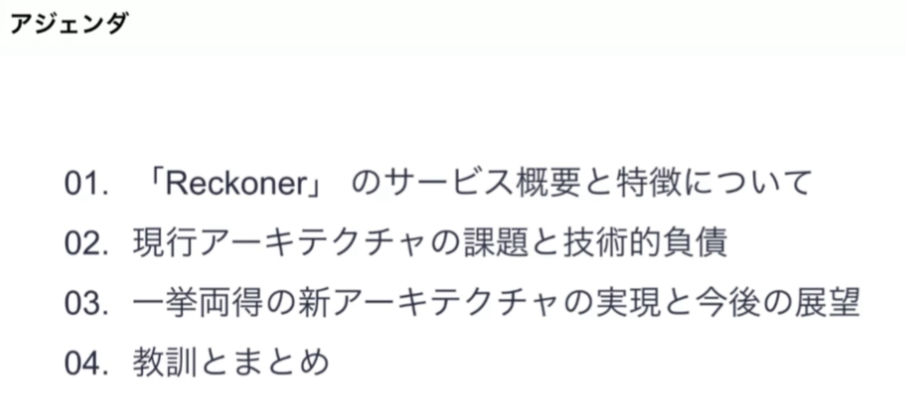 アジェンダ
01. 「Reckoner」 のサービス概要と特徴について
02. 現行アーキテクチャの課題と技術的負債
03. 一挙両得の新アーキテクチャの実現と今後の展望
04. 教訓とまとめ